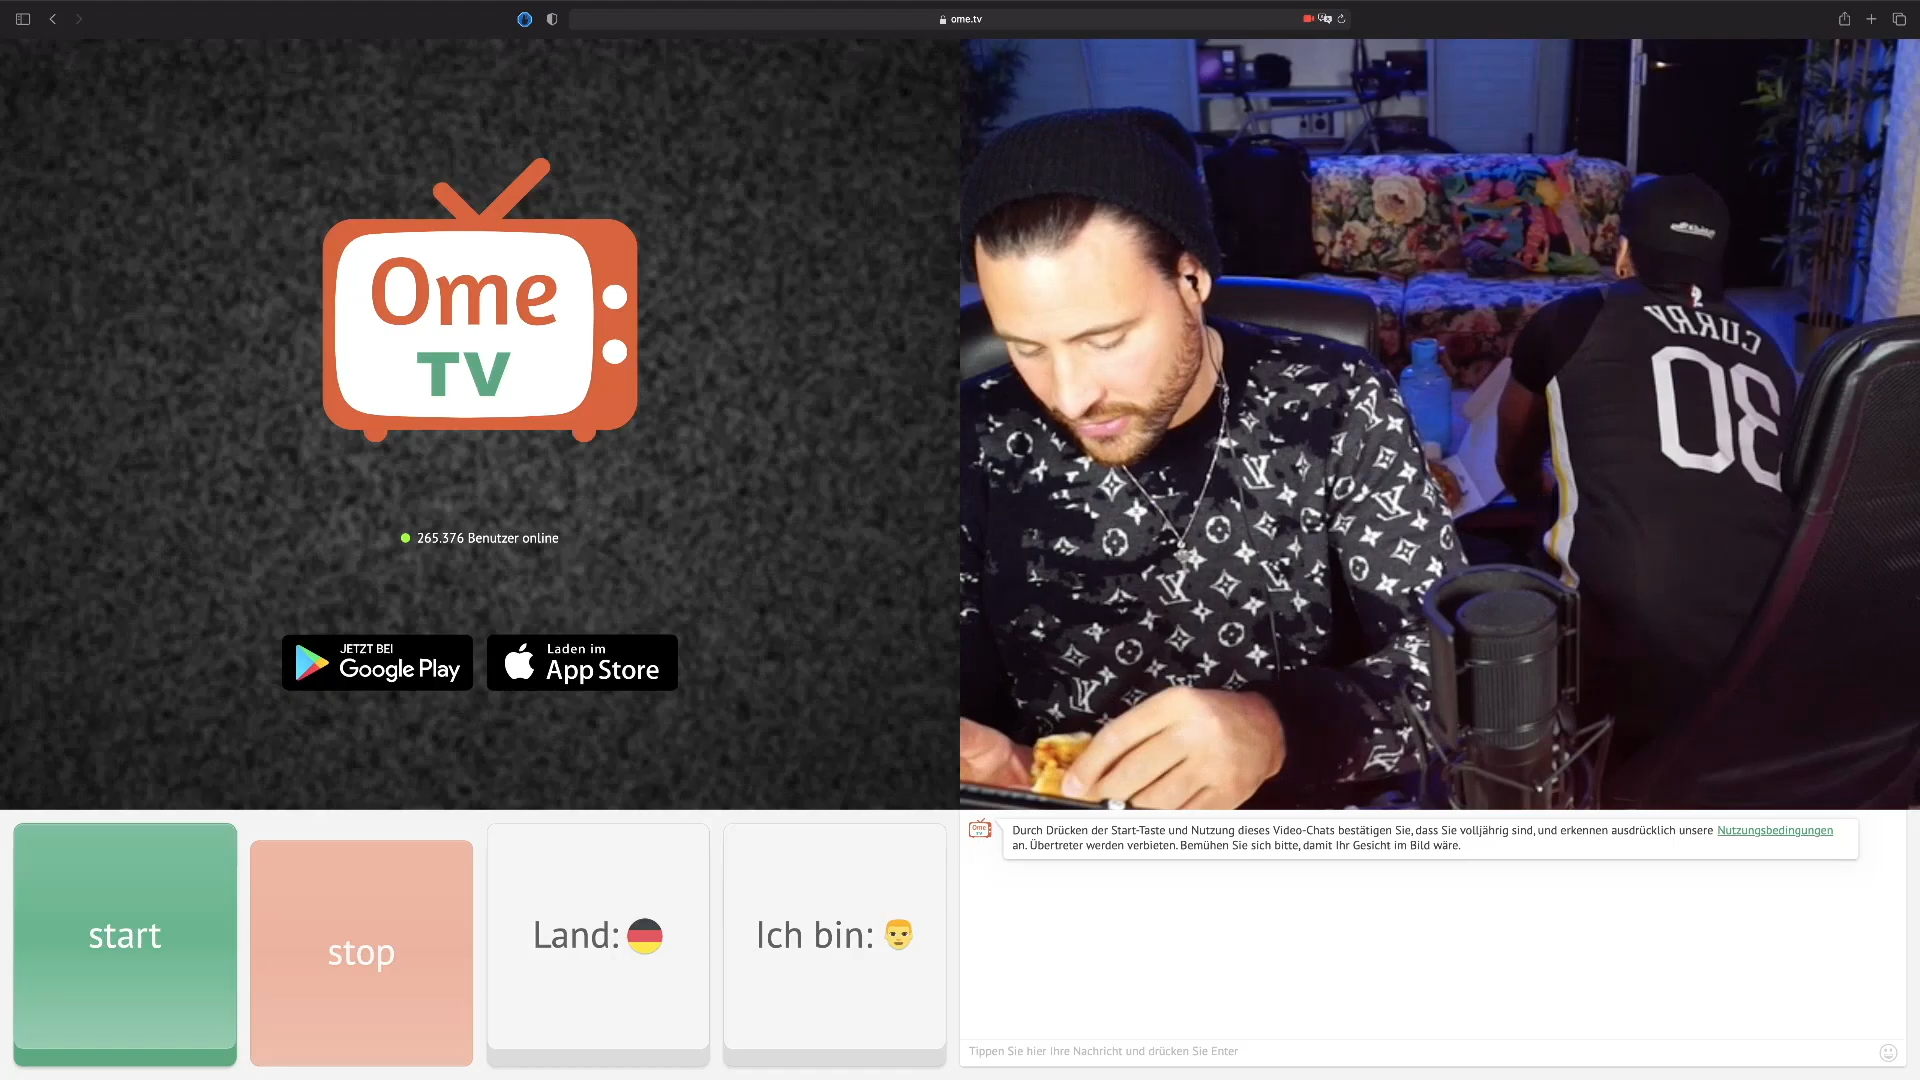 ome.tv
Ome
TV
265.376 Benutzer online
JETZT BEI
Google Play
Laden im
App Store
CURRY
30
start
stop
Land:
Ich bin:
Ome
TV
Durch Drücken der Start-Taste und Nutzung dieses Video-Chats bestätigen Sie, dass Sie volljährig sind, und erkennen ausdrücklich unsere Nutzungsbedingungen
an. Übertreter werden verbieten. Bemühen Sie sich bitte, damit Ihr Gesicht im Bild wäre.
Tippen Sie hier Ihre Nachricht und drücken Sie Enter